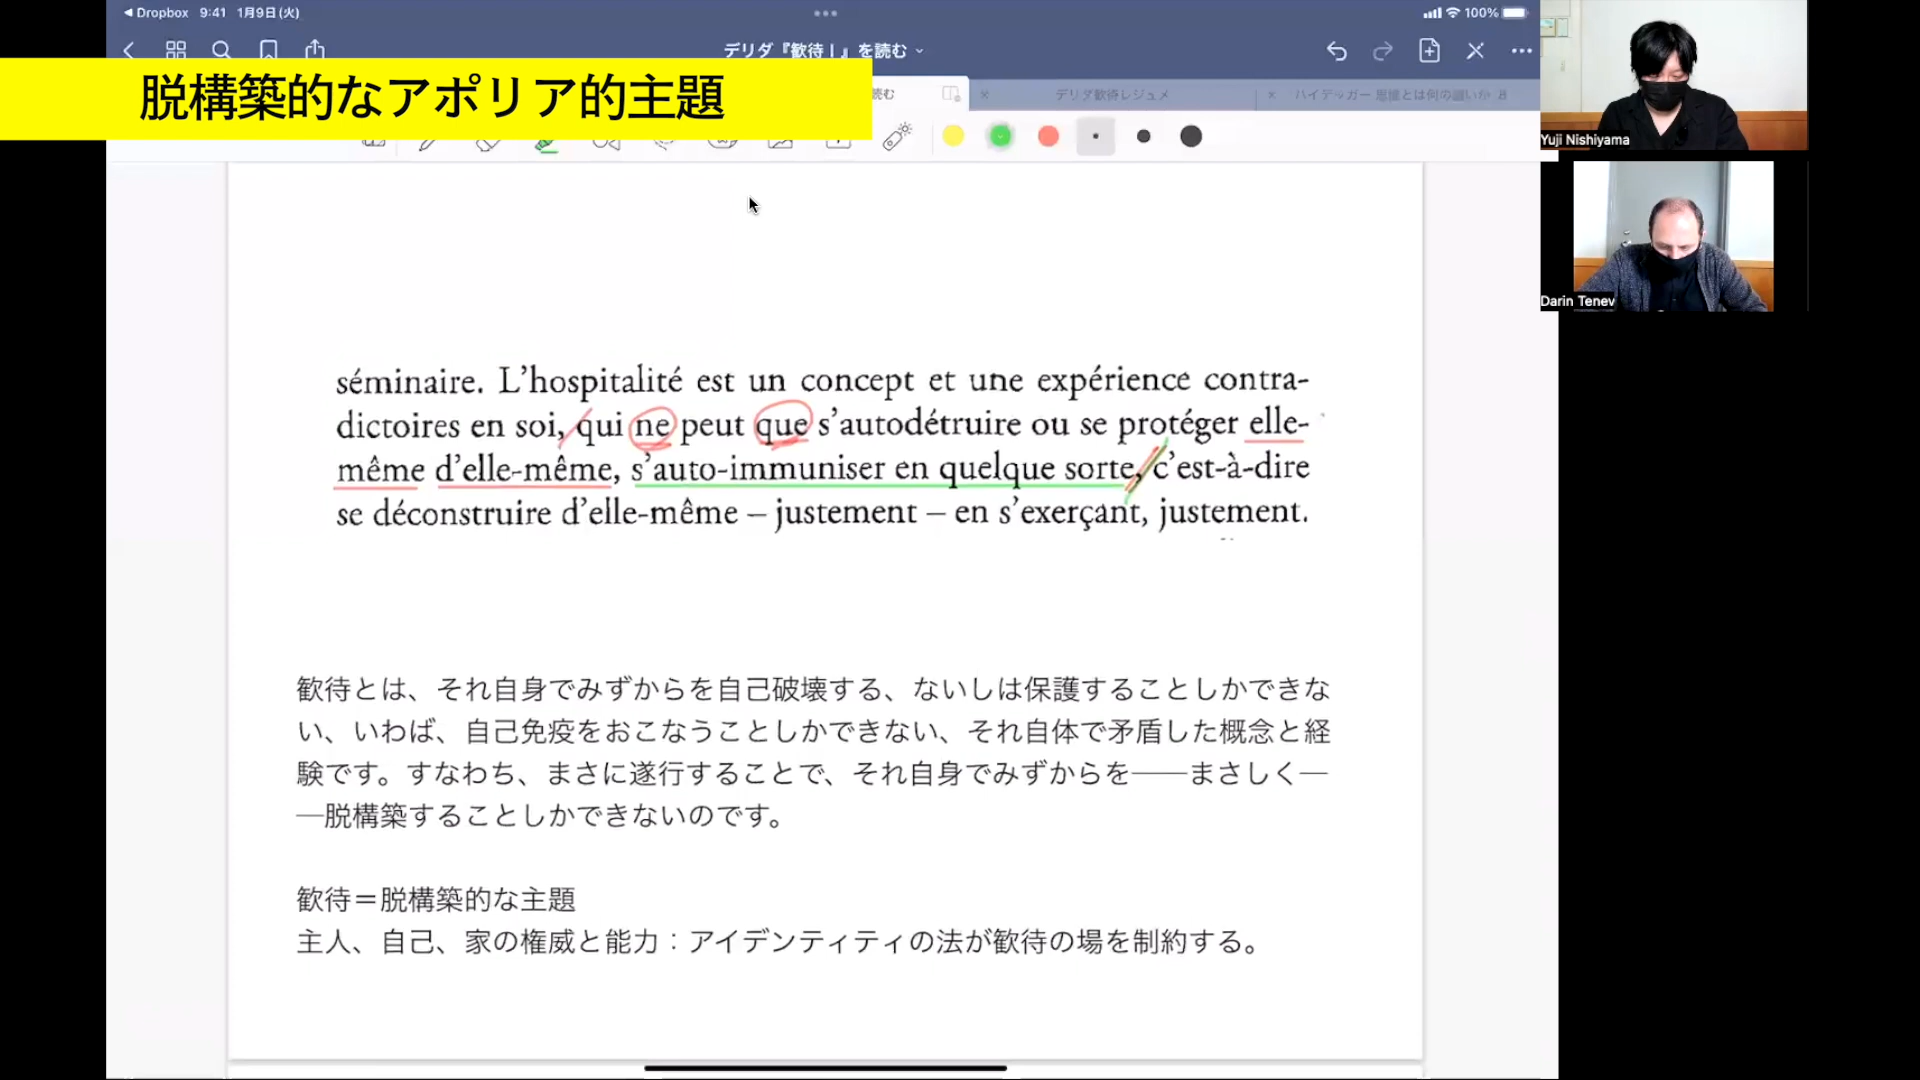 Dropbox 9:41 1月9日(火)
100%
デリダ『歓待Ⅰ』を読む
脱構築的なアポリア的主題
読む
デリダ歓待レジュメ
Yuji Nishiyama
Darin Tenev
séminaire. L’hospitalité est un concept et une expérience contra-
dictoires en soi, qui ne peut que s’autodétruire ou se protéger elle-
même d’elle-même, s’auto-immuniser en quelque sorte, c’est-à-dire
se déconstruire d’elle-même – justement – en s’exerçant, justement.
歓待とは、それ自身でみずからを自己破壊する、ないしは保護することしかできな
い、いわば、自己免疫をおこなうことしかできない、それ自体で矛盾した概念と経
験です。すなわち、まさに遂行することで、それ自身でみずからを──まさしく─
─脱構築することしかできないのです。
歓待＝脱構築的な主題
主人、自己、家の権威と能力：アイデンティティの法が歓待の場を制約する。